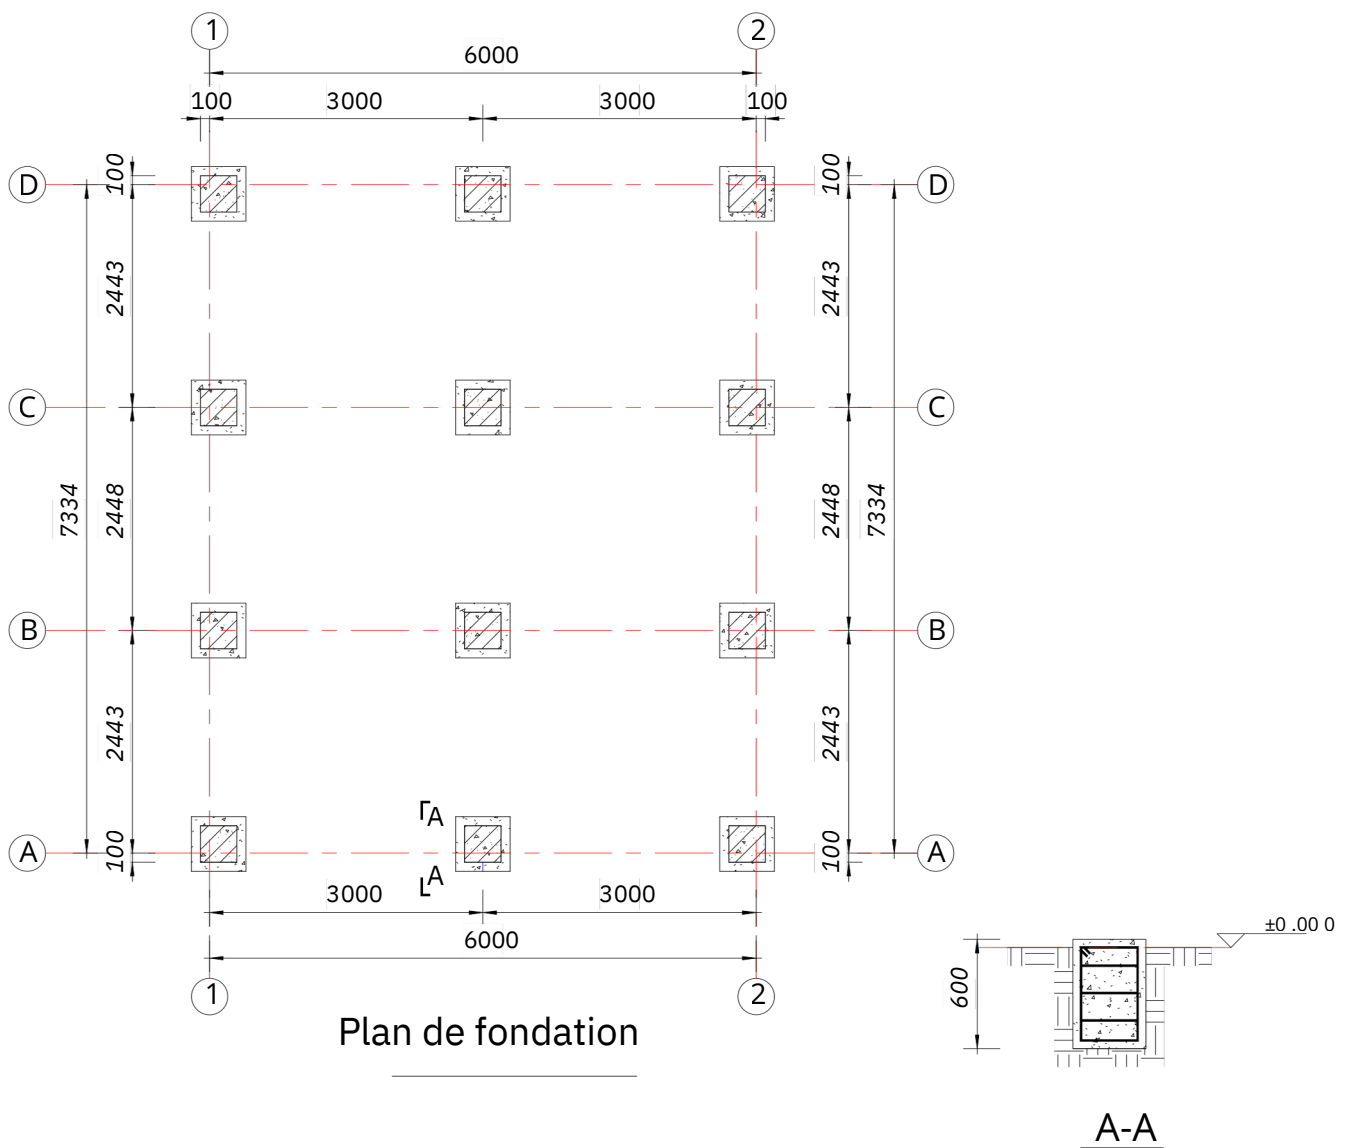 1 2
6000
100 3000 3000 100
D 100 100 D
2443 2443
C C
7334 2448 2448 7334
B B
2443 2443
A
A 100 100 A
A
3000 3000
±0 .00 0
6000
600
1 2
Plan de fondation
A-A